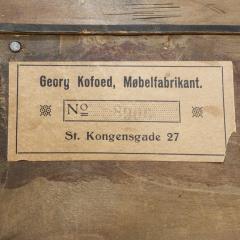 Georg Kofoed, Møbelfabrikant.
No
St. Kongensgade 27